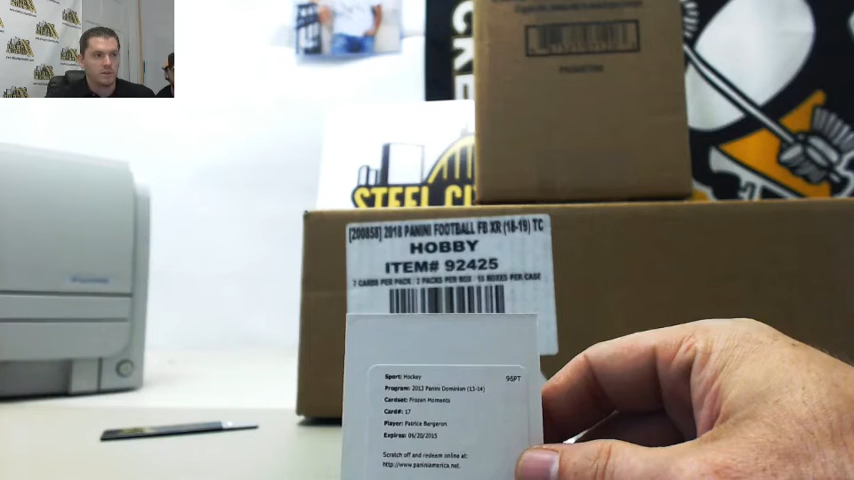 STEEL CI
[200858] 2018 PANINI FOOTBALL FB XR (18-19) TC
HOBBY
ITEM# 92425
7 CARDS PER PACK : 2 PACKS PER BOX : 15 BOXES PER CASE
Sport: Hockey
96PT
Program: 2013 Panini Dominion (13-14)
Cardset: Frozen Moments
Card#: 17
Player: Patrice Bergeron
Expires: 06/20/2015
Scratch off and redeem online at:
http://www.paniniamerica.net.